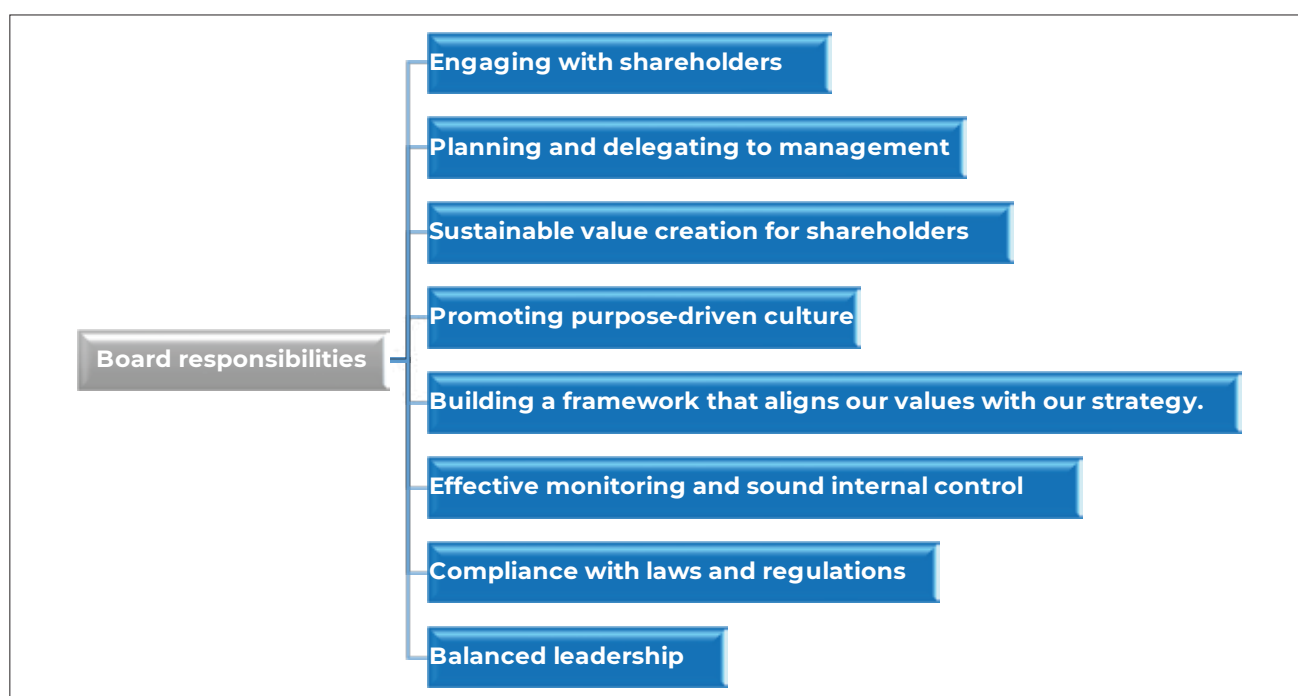 Engaging with shareholders
Planning and delegating to management
Sustainable value creation for shareholders
Promoting purpose-driven culture
Board responsibilities
Building a framework that aligns our values with our strategy.
Effective monitoring and sound internal control
Compliance with laws and regulations
Balanced leadership